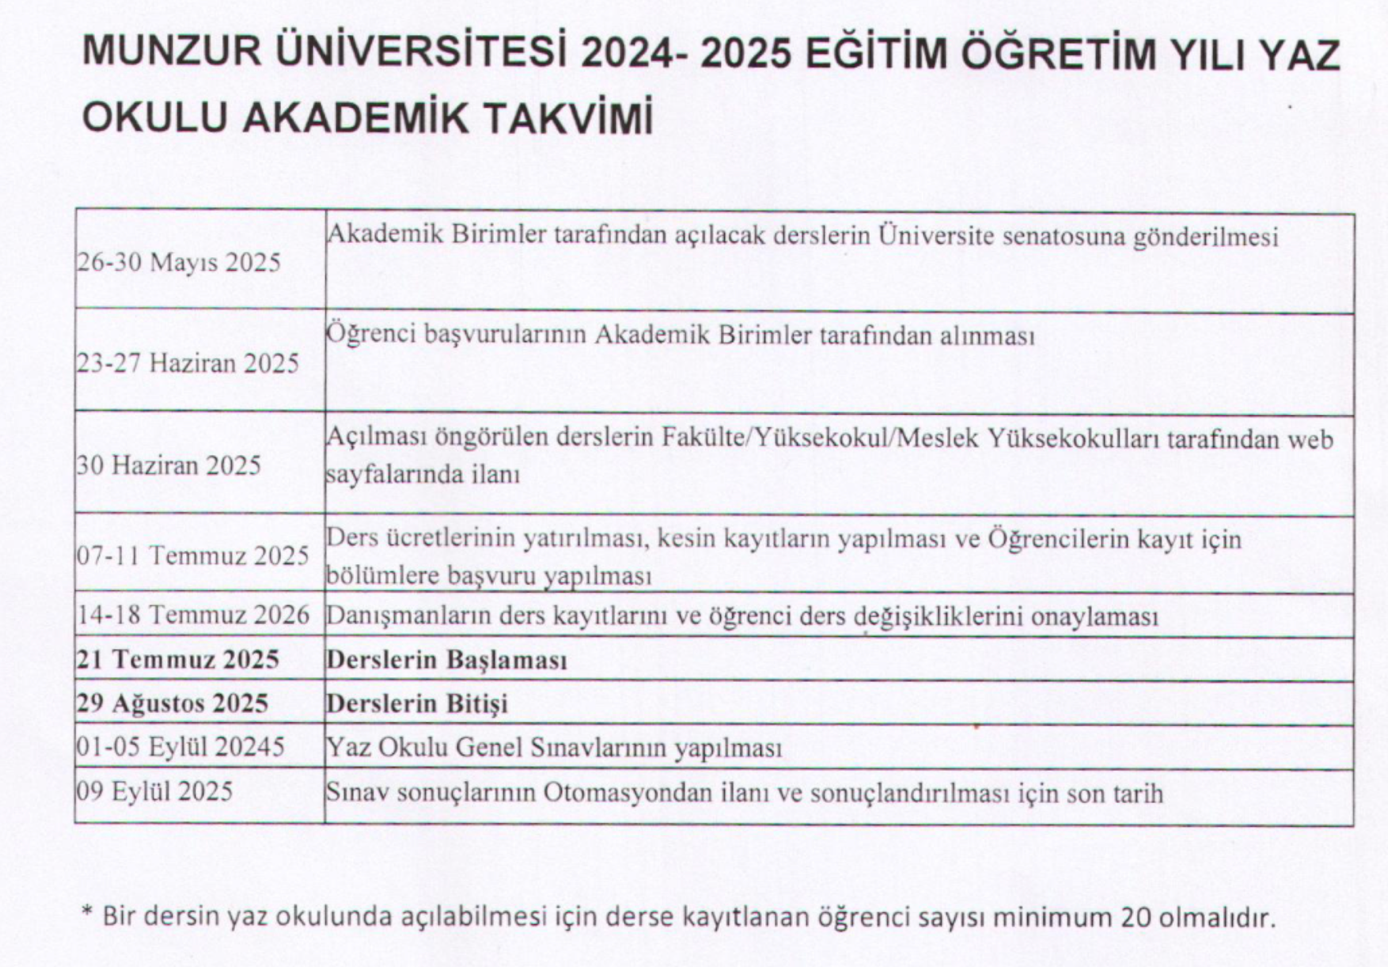 MUNZUR ÜNİVERSİTESİ 2024- 2025 EĞİTİM ÖĞRETİM YILI YAZ
OKULU AKADEMİK TAKVİMİ
26-30 Mayıs 2025
Akademik Birimler tarafından açılacak derslerin Üniversite senatosuna gönderilmesi
23-27 Haziran 2025
Öğrenci başvurularının Akademik Birimler tarafından alınması
30 Haziran 2025
Açılması öngörülen derslerin Fakülte/Yüksekokul/Meslek Yüksekokulları tarafından web
sayfalarında ilanı
07-11 Temmuz 2025
Ders ücretlerinin yatırılması, kesin kayıtların yapılması ve Öğrencilerin kayıt için
bölümlere başvuru yapılması
14-18 Temmuz 2026
Danışmanların ders kayıtlarını ve öğrenci ders değişikliklerini onaylaması
21 Temmuz 2025
Derslerin Başlaması
29 Ağustos 2025
Derslerin Bitişi
01-05 Eylül 20245
Yaz Okulu Genel Sınavlarının yapılması
09 Eylül 2025
Sınav sonuçlarının Otomasyondan ilanı ve sonuçlandırılması için son tarih
* Bir dersin yaz okulunda açılabilmesi için derse kayıtlanan öğrenci sayısı minimum 20 olmalıdır.